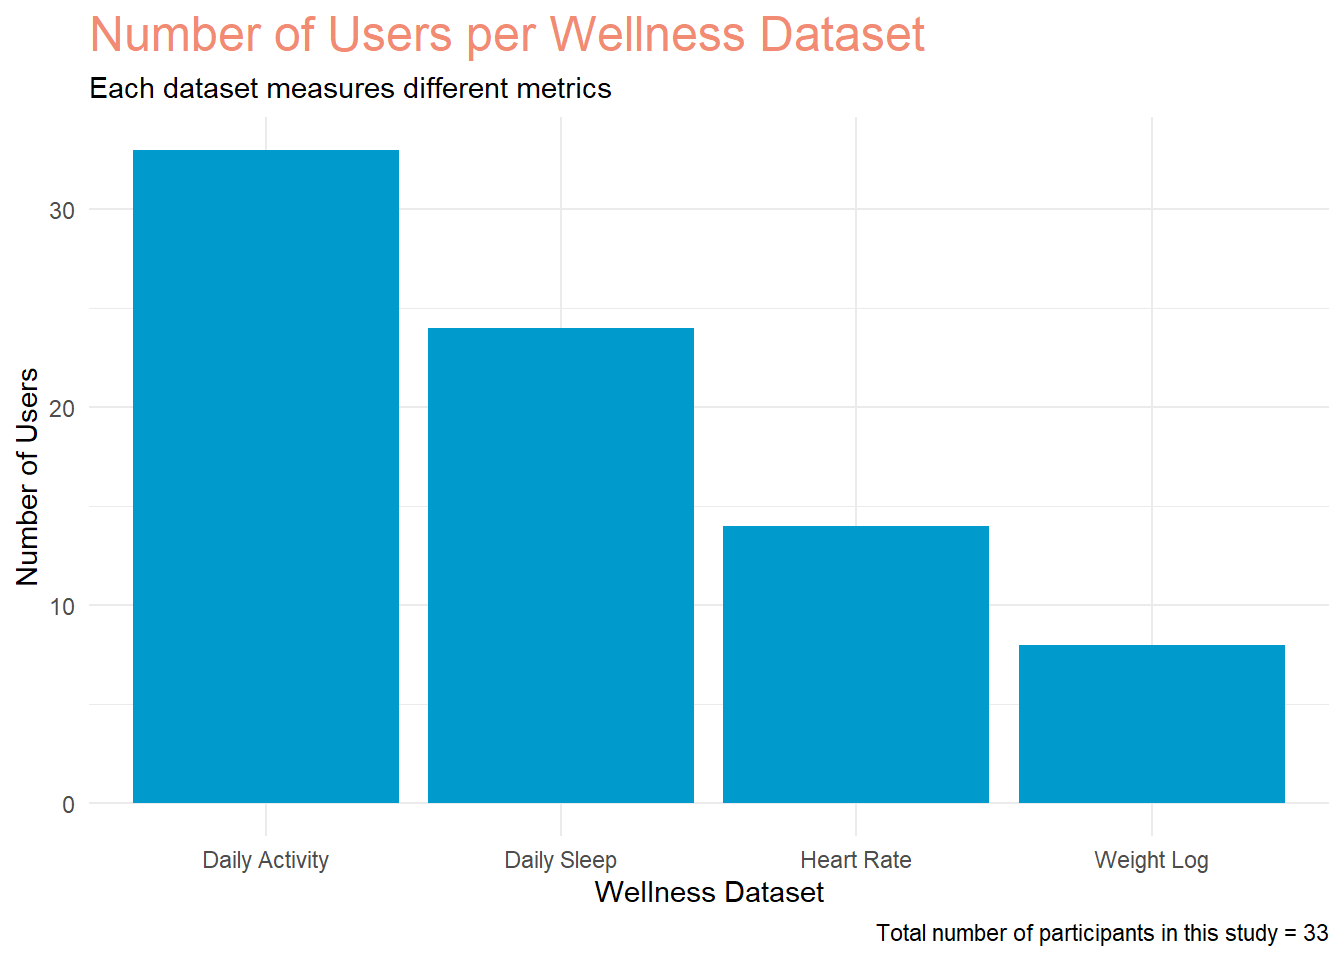 Number of Users per Wellness Dataset
Each dataset measures different metrics
Number of Users
30
20
10
0
Daily Activity
Daily Sleep
Heart Rate
Weight Log
Wellness Dataset
Total number of participants in this study = 33